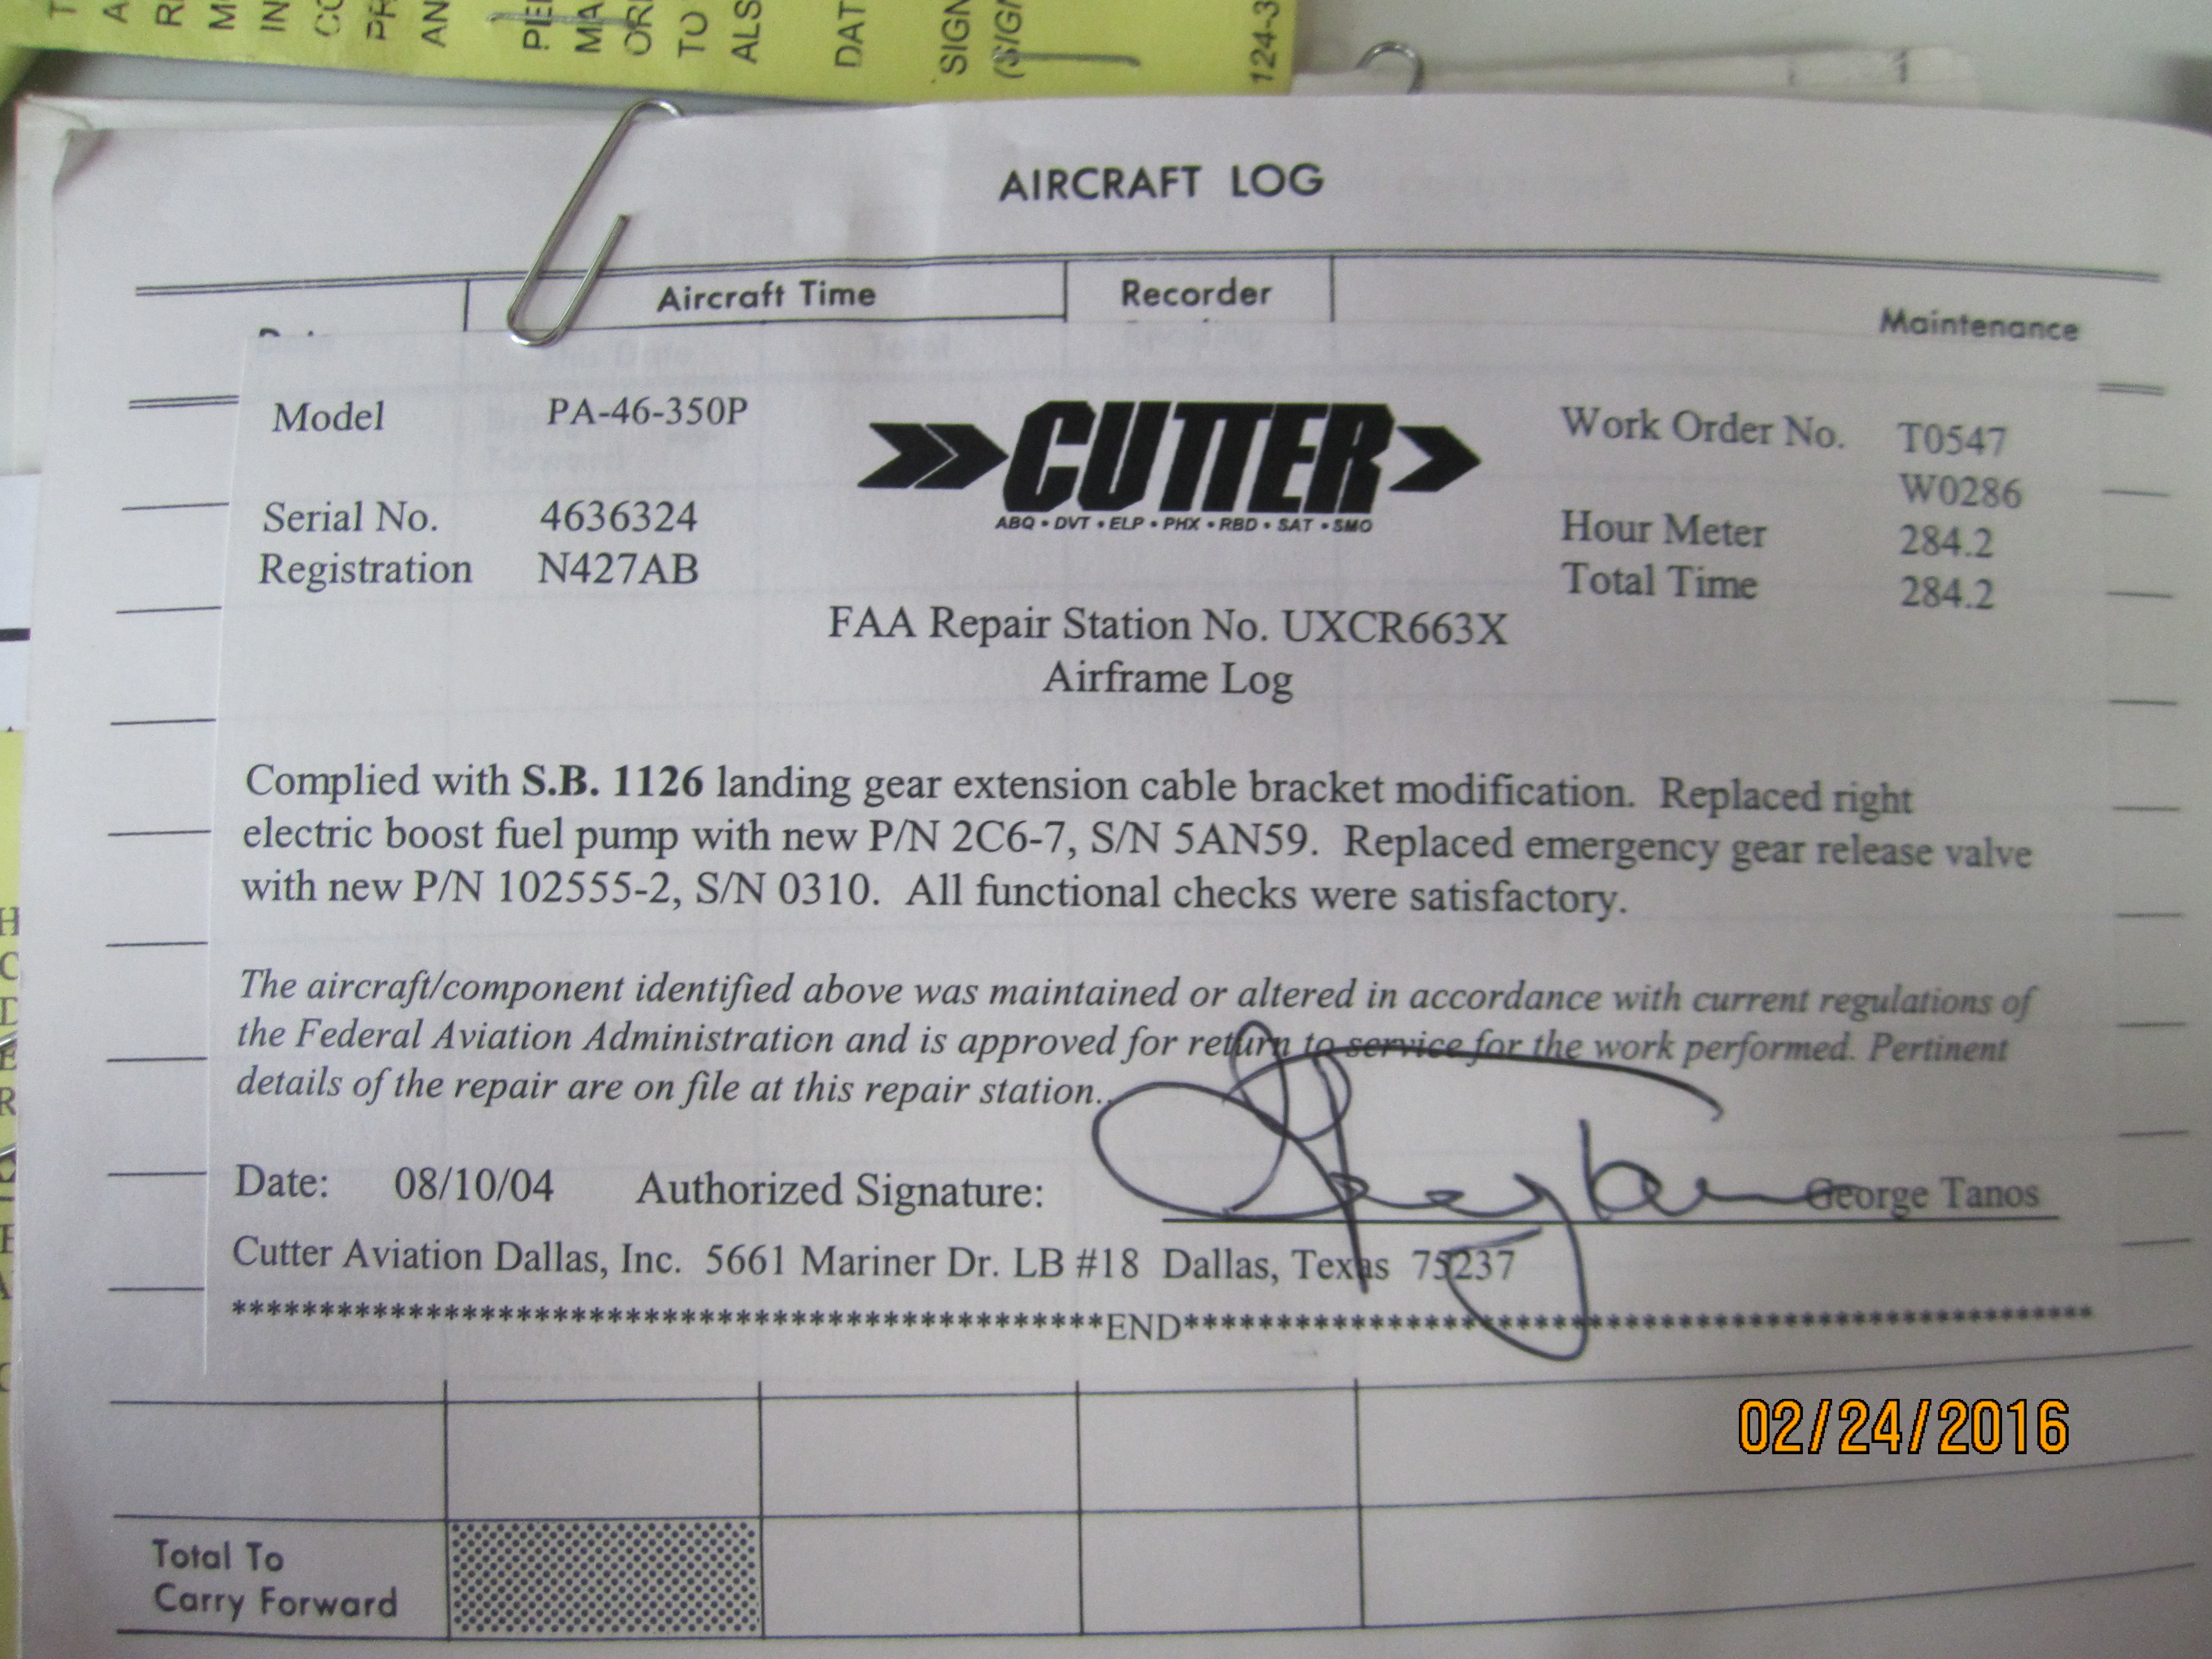 124-3
AIRCRAFT LOG
Aircraft Time
Recorder
Maintenance
Model PA-46-350P
CUTTER
ABQ • DVT • ELP • PHX • RBD • SAT • SMO
Work Order No. T0547
W0286
Serial No. 4636324
Hour Meter 284.2
Registration N427AB
Total Time 284.2
FAA Repair Station No. UXCR663X
Airframe Log
Complied with S.B. 1126 landing gear extension cable bracket modification. Replaced right
electric boost fuel pump with new P/N 2C6-7, S/N 5AN59. Replaced emergency gear release valve
with new P/N 102555-2, S/N 0310. All functional checks were satisfactory.
The aircraft/component identified above was maintained or altered in accordance with current regulations of
the Federal Aviation Administration and is approved for return to service for the work performed. Pertinent
details of the repair are on file at this repair station..
Date: 08/10/04 Authorized Signature: George Tanos
Cutter Aviation Dallas, Inc. 5661 Mariner Dr. LB #18 Dallas, Texas 75237
END
02/24/2016
Total To
Carry Forward